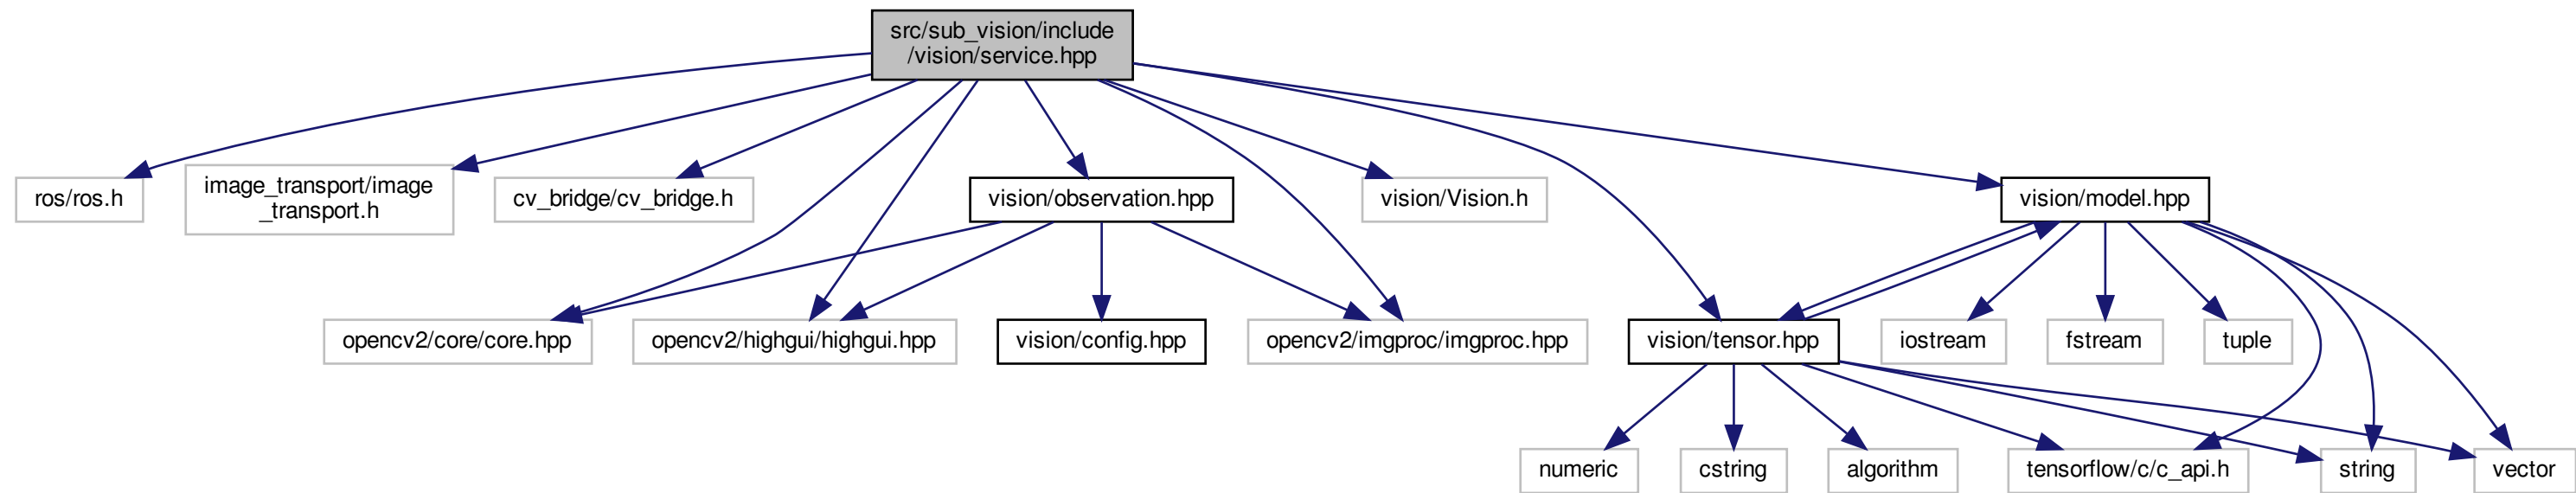 src/sub_vision/include
/vision/service.hpp
ros/ros.h
image_transport/image
_transport.h
cv_bridge/cv_bridge.h
vision/observation.hpp
vision/Vision.h
vision/model.hpp
opencv2/core/core.hpp
opencv2/highgui/highgui.hpp
vision/config.hpp
opencv2/imgproc/imgproc.hpp
vision/tensor.hpp
iostream
fstream
tuple
numeric
cstring
algorithm
tensorflow/c/c_api.h
string
vector